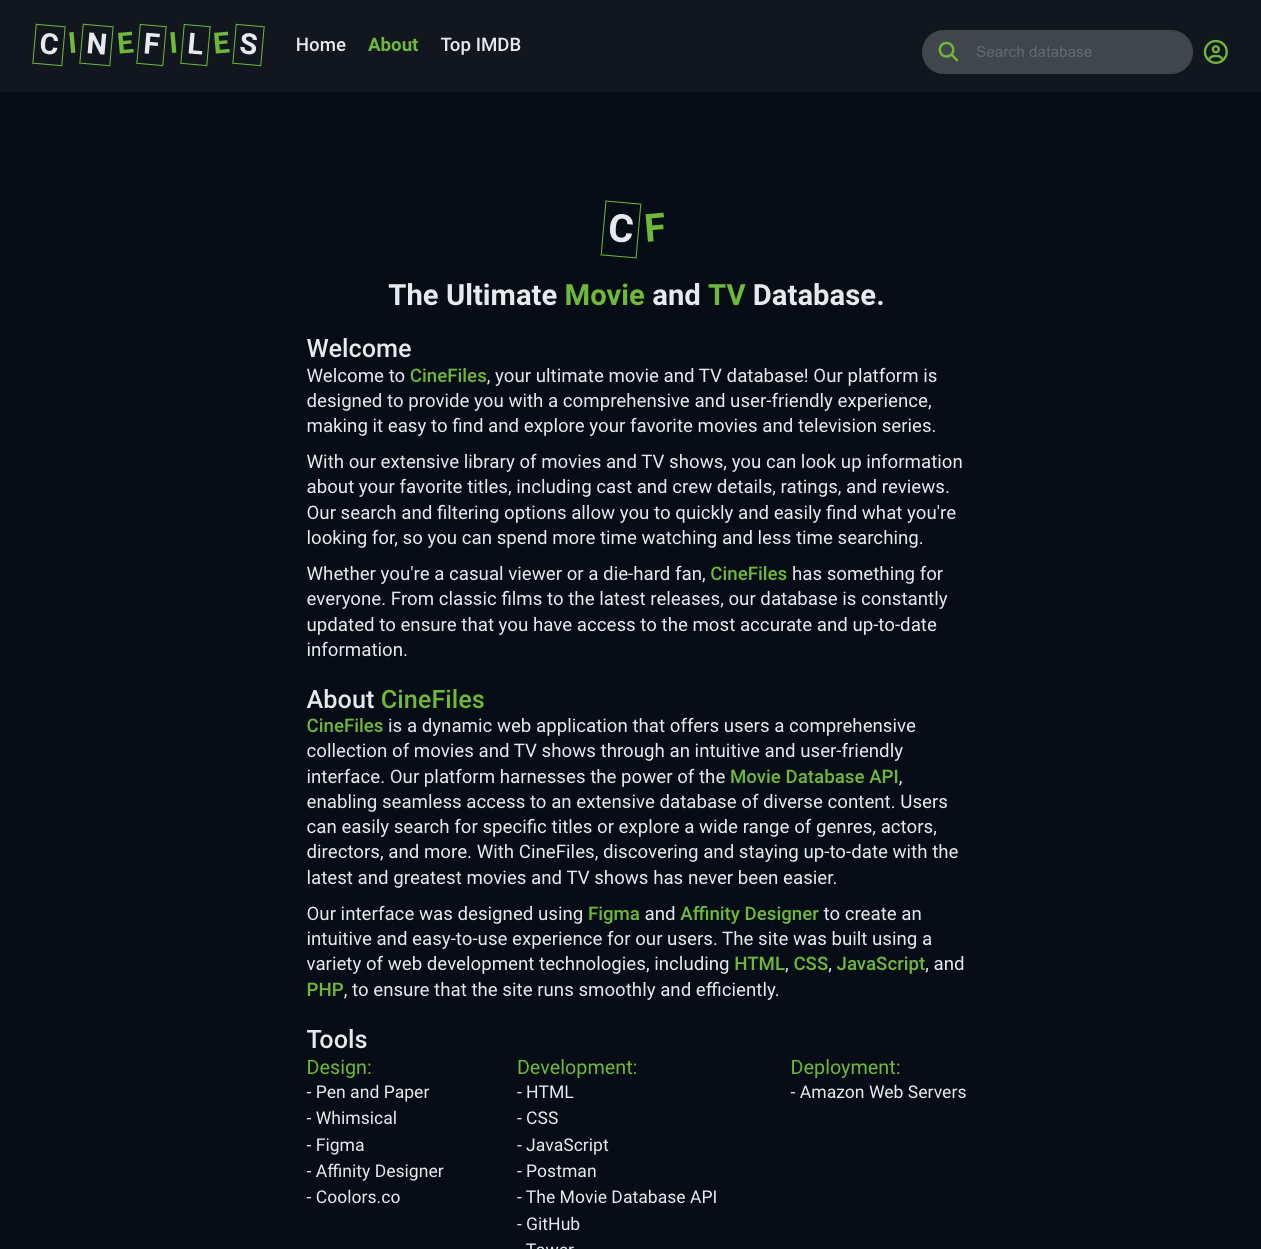 CINEFILES
Home About Top IMDB
Search database
CF
The Ultimate Movie and TV Database.
Welcome
Welcome to CineFiles, your ultimate movie and TV database! Our platform is
designed to provide you with a comprehensive and user-friendly experience,
making it easy to find and explore your favorite movies and television series.
With our extensive library of movies and TV shows, you can look up information
about your favorite titles, including cast and crew details, ratings, and reviews.
Our search and filtering options allow you to quickly and easily find what you're
looking for, so you can spend more time watching and less time searching.
Whether you're a casual viewer or a die-hard fan, CineFiles has something for
everyone. From classic films to the latest releases, our database is constantly
updated to ensure that you have access to the most accurate and up-to-date
information.
About CineFiles
CineFiles is a dynamic web application that offers users a comprehensive
collection of movies and TV shows through an intuitive and user-friendly
interface. Our platform harnesses the power of the Movie Database API,
enabling seamless access to an extensive database of diverse content. Users
can easily search for specific titles or explore a wide range of genres, actors,
directors, and more. With CineFiles, discovering and staying up-to-date with the
latest and greatest movies and TV shows has never been easier.
Our interface was designed using Figma and Affinity Designer to create an
intuitive and easy-to-use experience for our users. The site was built using a
variety of web development technologies, including HTML, CSS, JavaScript, and
PHP, to ensure that the site runs smoothly and efficiently.
Tools
Design:
- Pen and Paper
- Whimsical
- Figma
- Affinity Designer
- Coolors.co
Development:
- HTML
- CSS
- JavaScript
- Postman
- The Movie Database API
- GitHub
- Tower
Deployment:
- Amazon Web Servers